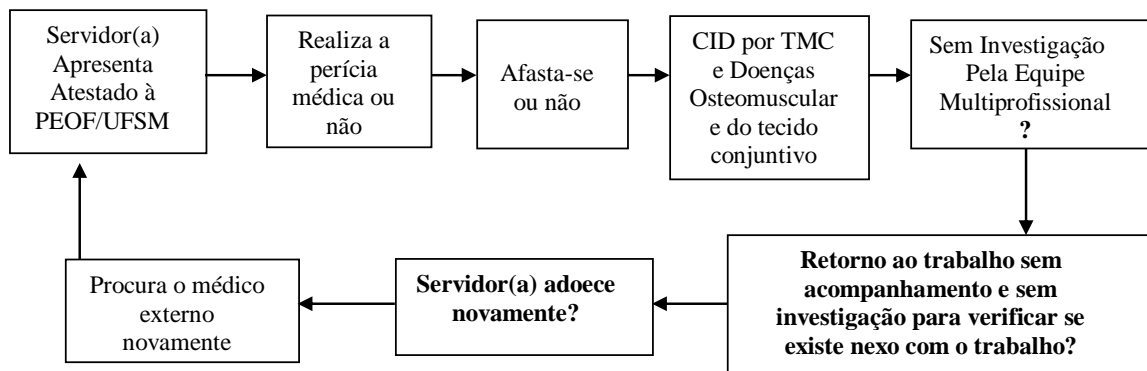 Servidor(a)
Apresenta
Atestado à
PEOF/UFSM
Realiza a
perícia
médica ou
não
Afasta-se
ou não
CID por TMC
e Doenças
Osteomuscular
e do tecido
conjuntivo
Sem Investigação
Pela Equipe
Multiprofissional
?
Retorno ao trabalho sem
acompanhamento e sem
investigação para verificar se
existe nexo com o trabalho?
Servidor(a) adoece
novamente?
Procura o médico
externo
novamente